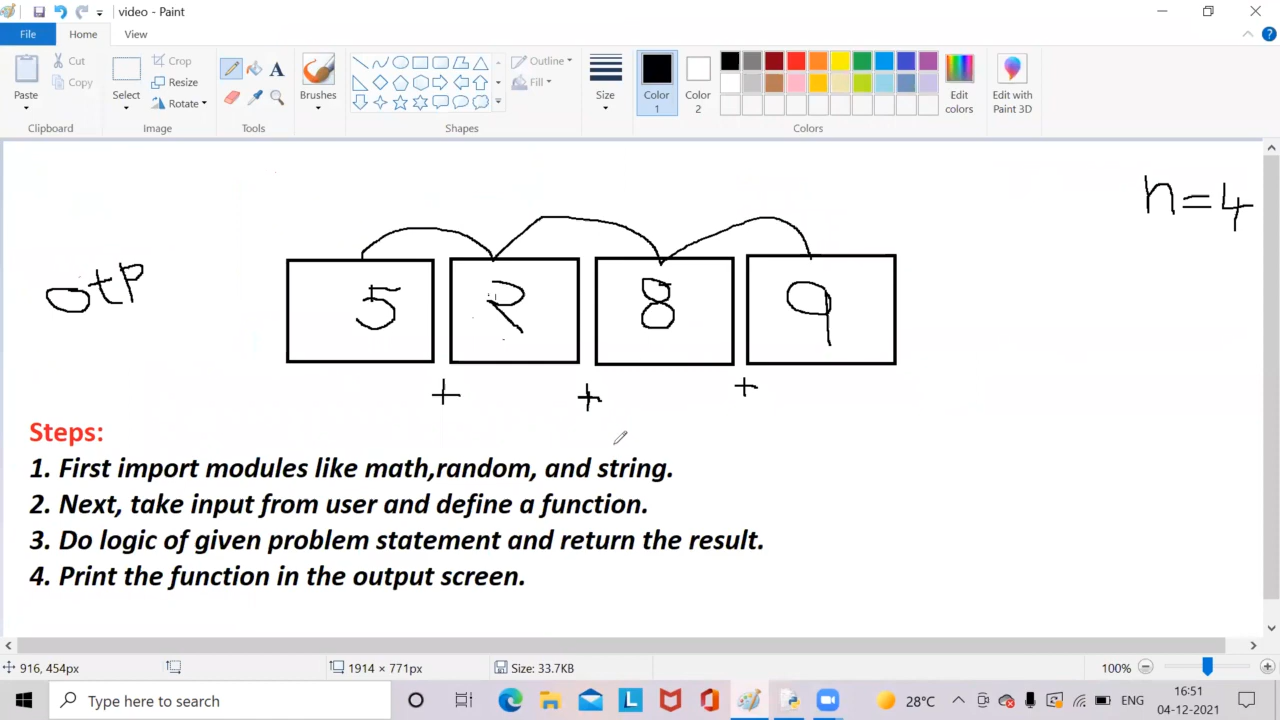 video - Paint
File
Home
View
Paste
Cut
Copy
Clipboard
Select
Crop
Resize
Rotate
Image
Tools
Brushes
Shapes
Outline
Fill
Size
Color 1
Color 2
Edit colors
Colors
Edit with Paint 3D
n=4
otp
5 2 8 9
+ + +
Steps:
1. First import modules like math,random, and string.
2. Next, take input from user and define a function.
3. Do logic of given problem statement and return the result.
4. Print the function in the output screen.
916, 454px
1914 × 771px
Size: 33.7KB
100%
Type here to search
28°C
ENG
16:51
04-12-2021